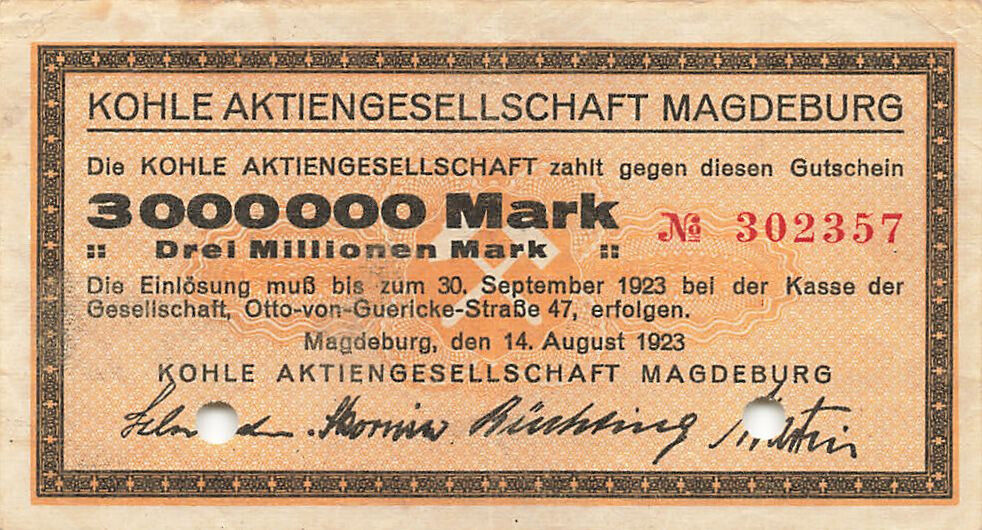 KOHLE AKTIENGESELLSCHAFT MAGDEBURG
Die KOHLE AKTIENGESELLSCHAFT zahlt gegen diesen Gutschein
3000000 Mark
№ 302357
:: Drei Millionen Mark ::
Die Einlösung muß bis zum 30. September 1923 bei der Kasse der
Gesellschaft, Otto-von-Guericke-Straße 47, erfolgen.
Magdeburg, den 14. August 1923
KOHLE AKTIENGESELLSCHAFT MAGDEBURG
Büchting